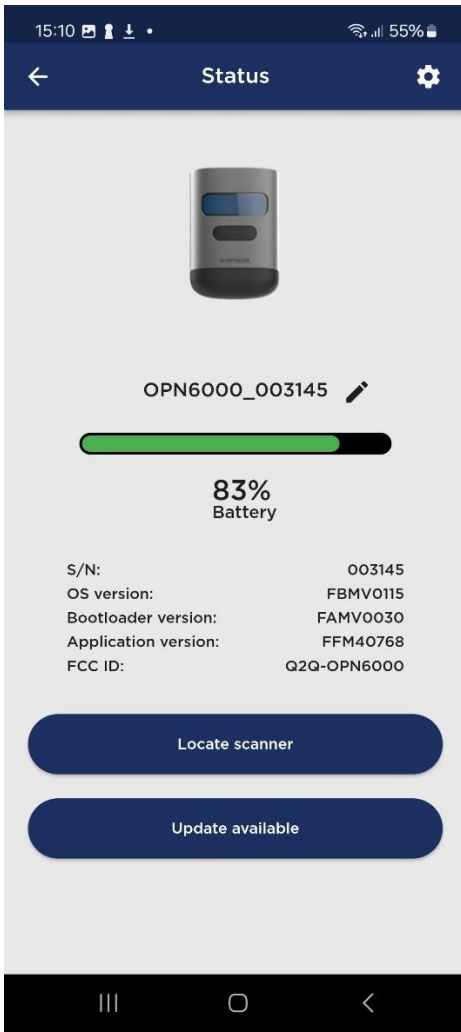 15:10 55%
Status
OPTICON
OPN6000_003145
83%
Battery
S/N: 003145
OS version: FBMV0115
Bootloader version: FAMV0030
Application version: FFM40768
FCC ID: Q2Q-OPN6000
Locate scanner
Update available